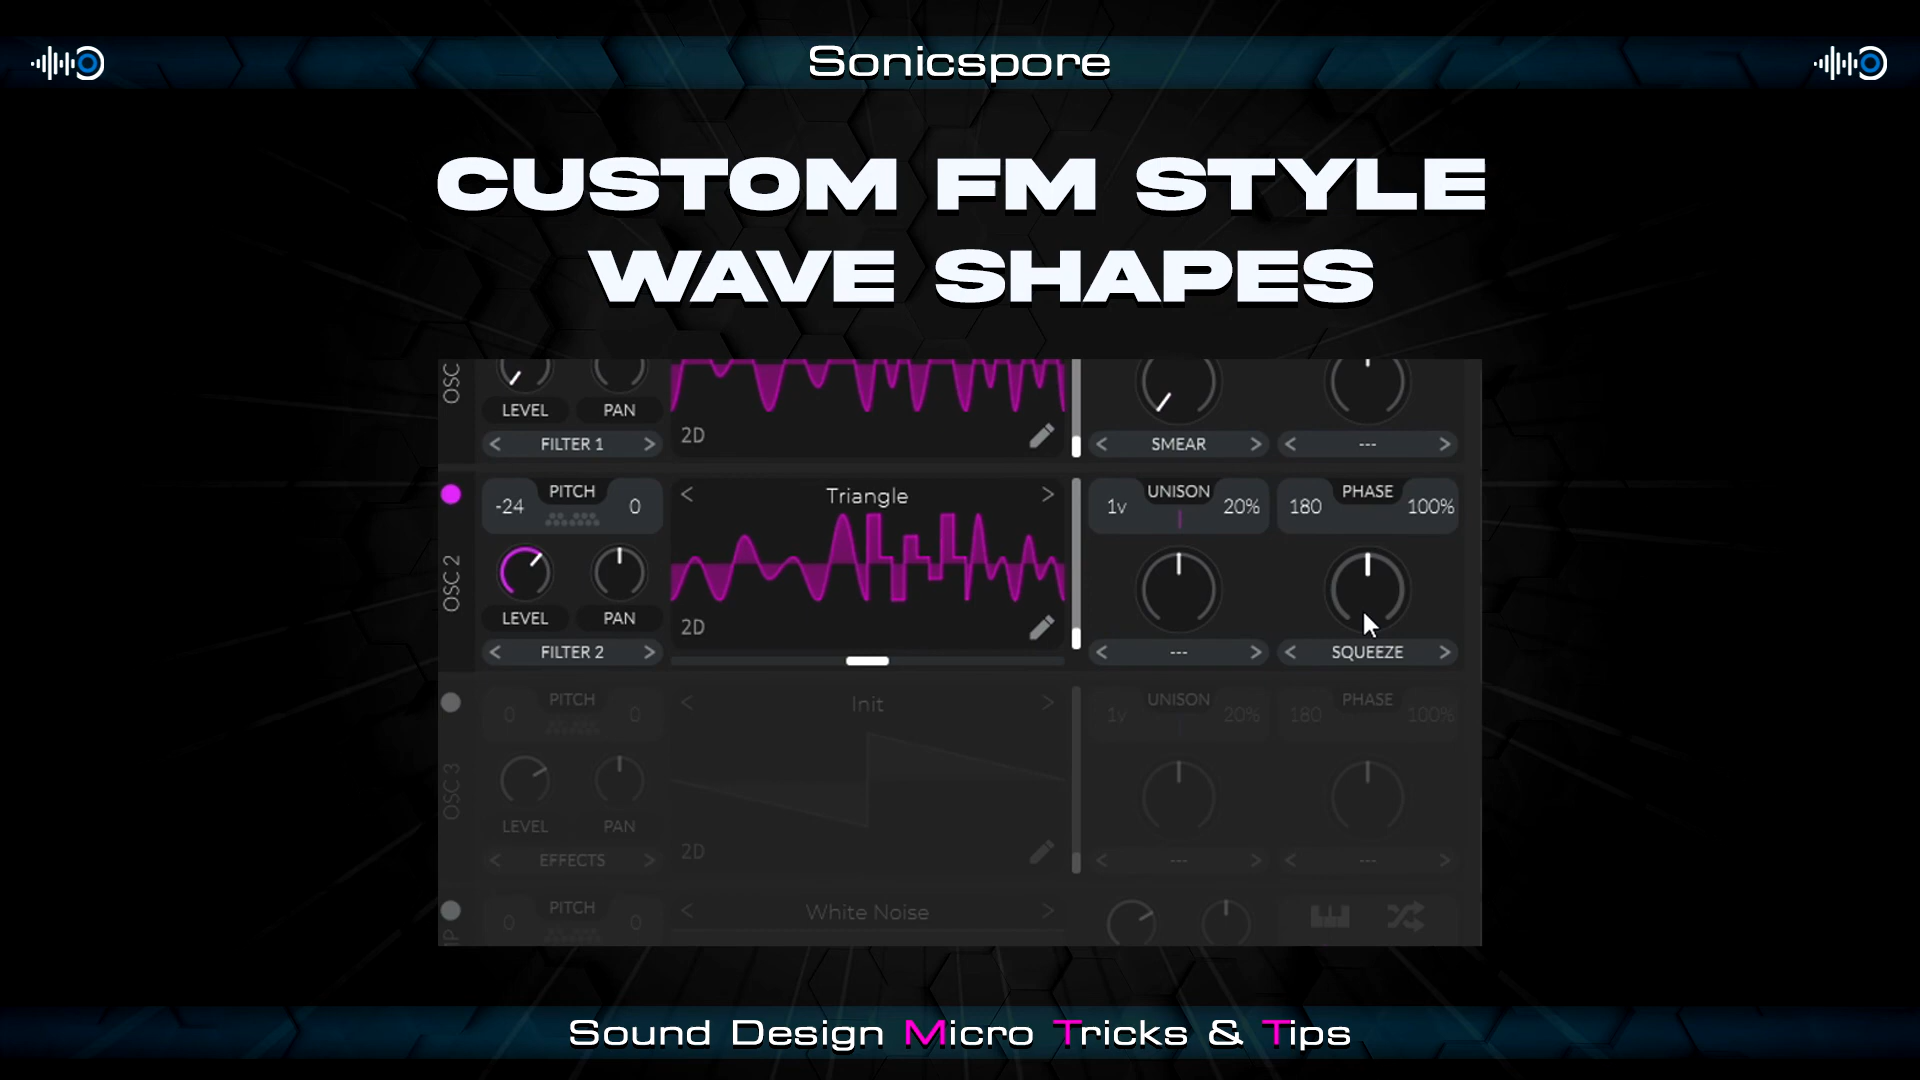 Sonicspore
CUSTOM FM STYLE
WAVE SHAPES
OSC
LEVEL PAN
< FILTER 1 >
2D
< SMEAR > < --- >
OSC 2
-24 PITCH 0
LEVEL PAN
< FILTER 2 >
< Triangle >
2D
1v UNISON 20%
180 PHASE 100%
< --- > < SQUEEZE >
OSC 3
0 PITCH 0
LEVEL PAN
< EFFECTS >
< Init >
2D
1v UNISON 20%
180 PHASE 100%
< --- > < --- >
0 PITCH 0
< White Noise >
Sound Design Micro Tricks & Tips